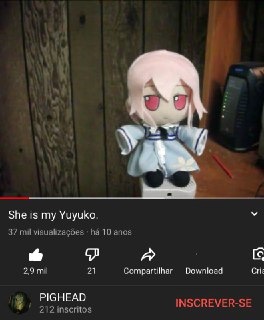 She is my Yuyuko.
37 mil visualizações · há 10 anos
2,9 mil 21 Compartilhar Download Cria
PIGHEAD INSCREVER-SE
212 inscritos